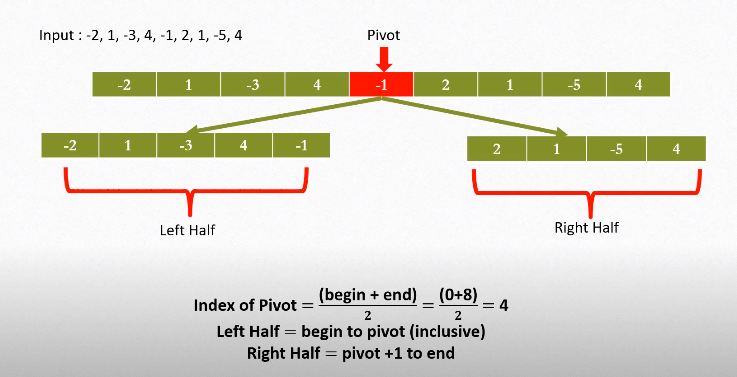 Input : -2, 1, -3, 4, -1, 2, 1, -5, 4
Pivot
-2 1 -3 4 -1 2 1 -5 4
-2 1 -3 4 -1
2 1 -5 4
Left Half
Right Half
Index of Pivot = (begin + end)/2 = (0+8)/2 = 4
Left Half = begin to pivot (inclusive)
Right Half = pivot +1 to end